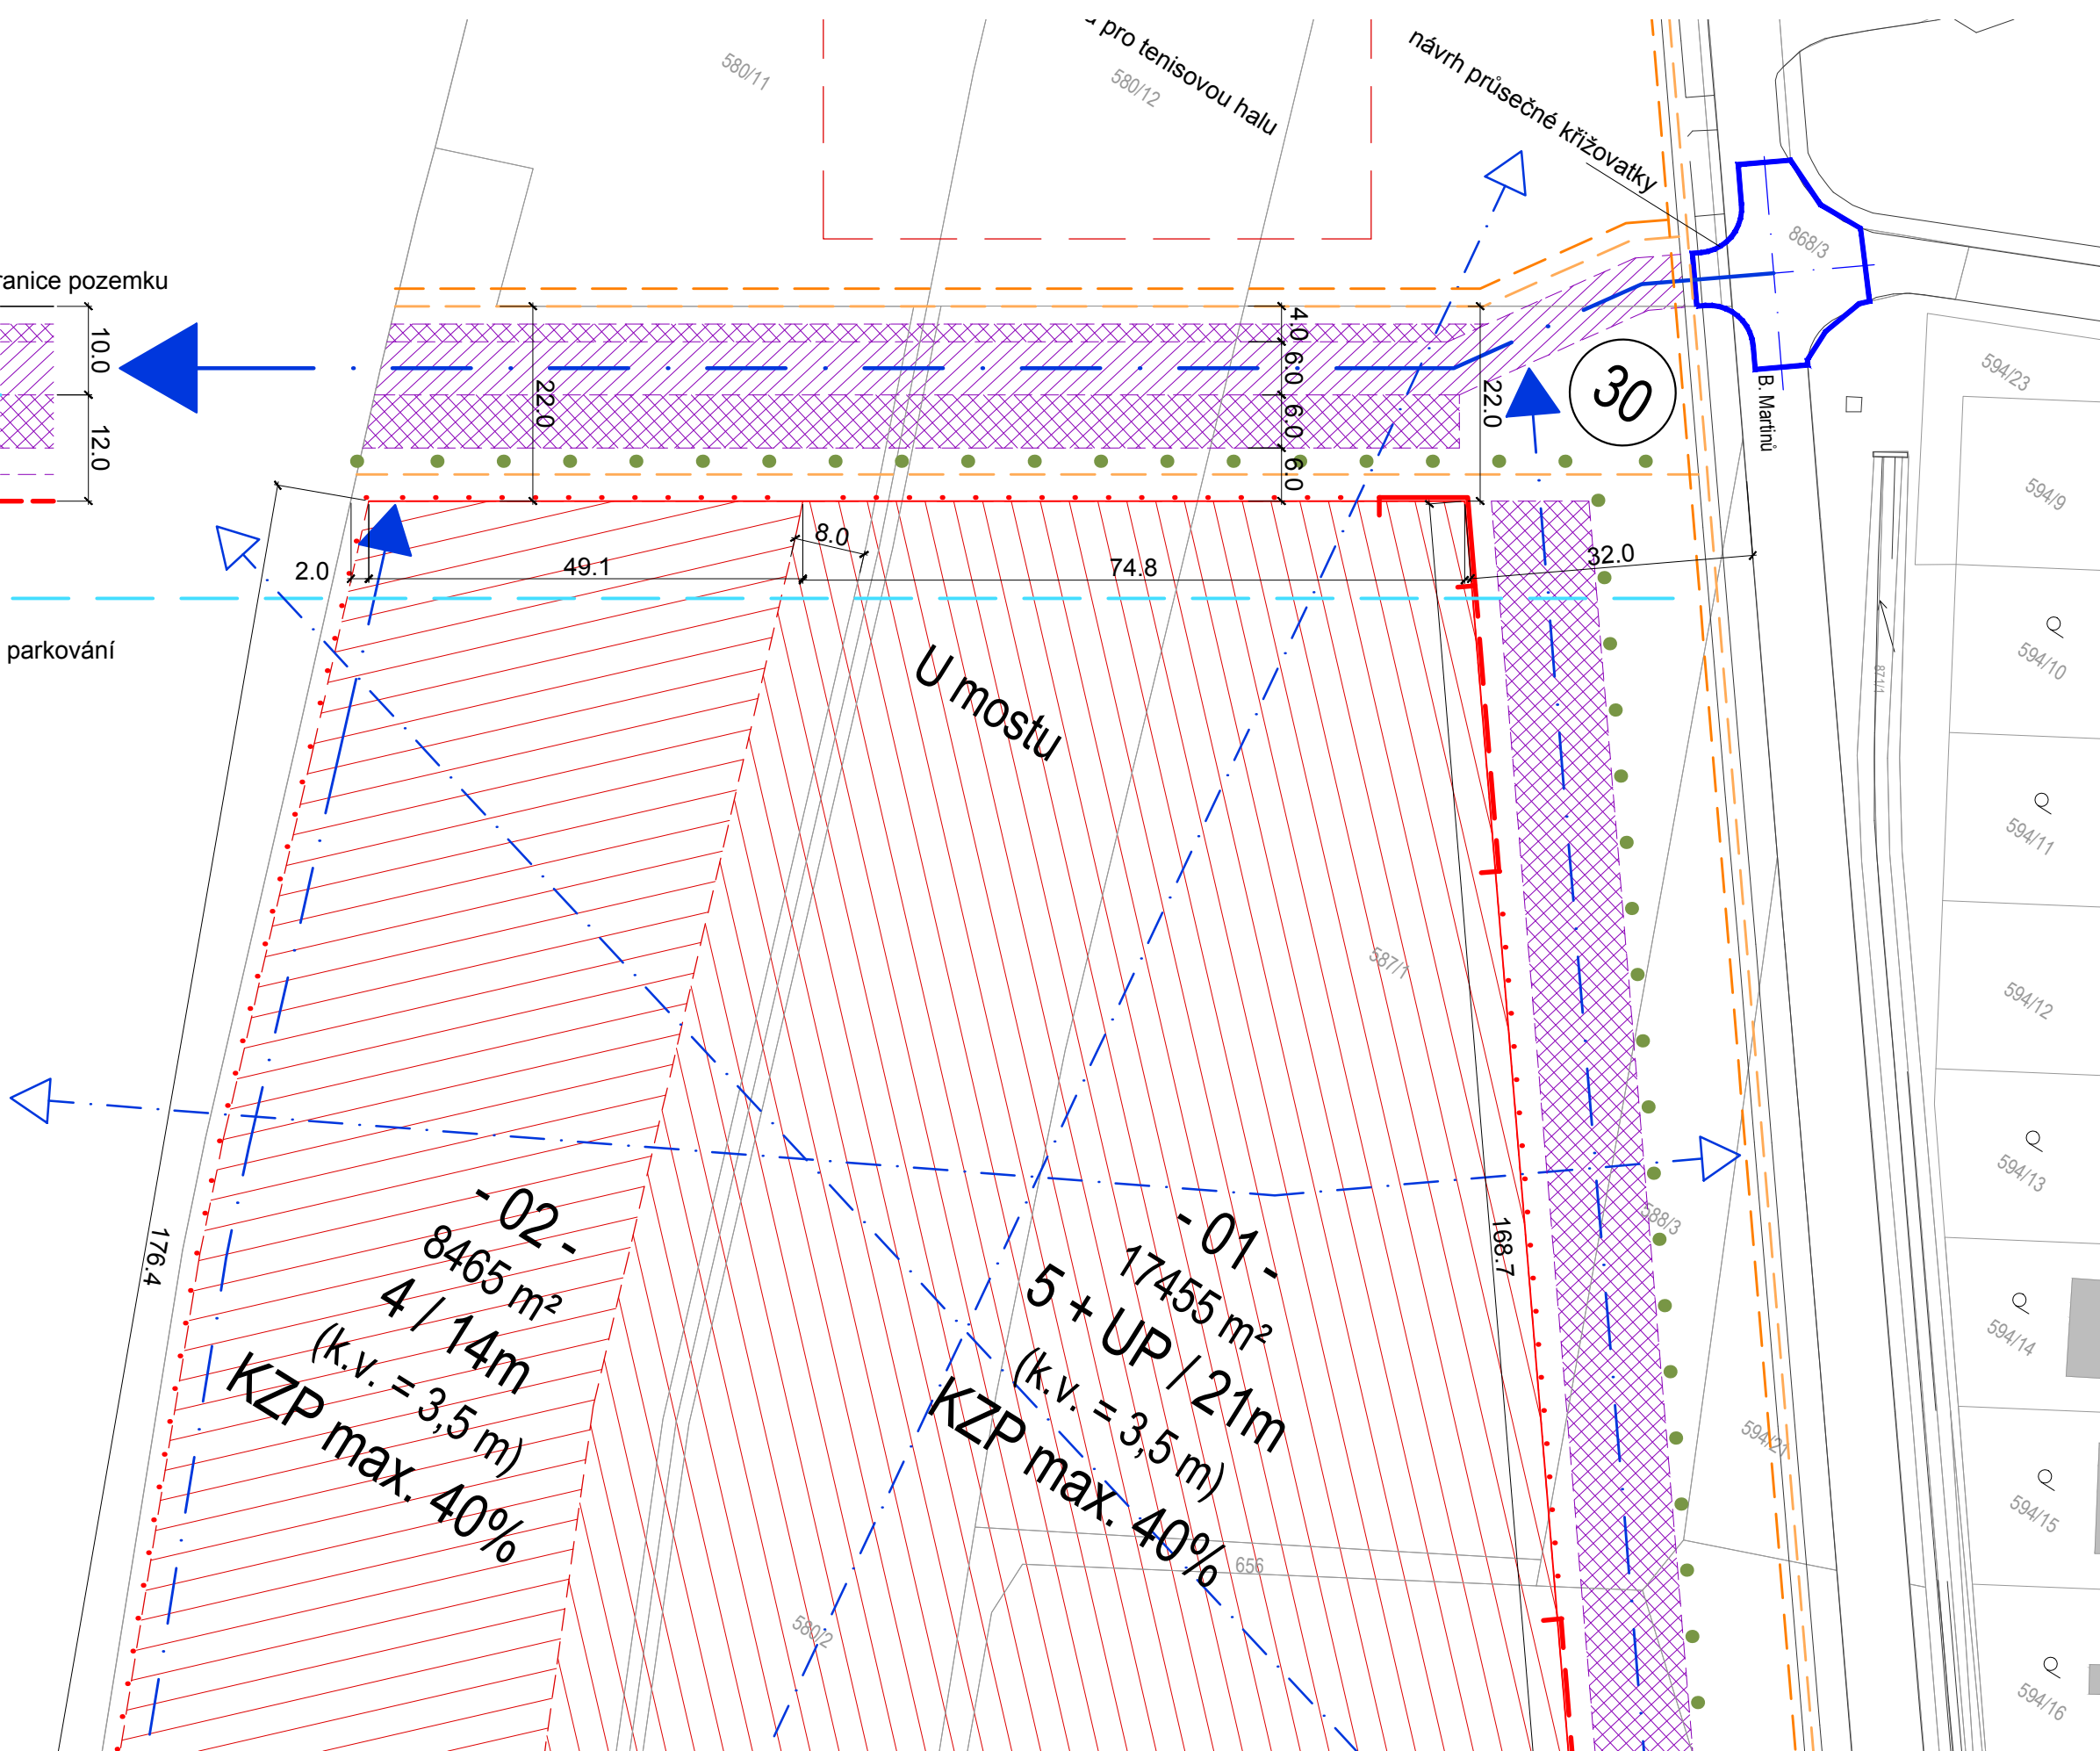 pro tenisovou halu
návrh průsečné křižovatky
580/11
580/12
868/3
ranice pozemku
10.0
12.0
22.0
4.0
6.0
6.0
6.0
22.0
30
B. Martinů
594/23
594/9
2.0
49.1
8.0
74.8
32.0
parkování
U mostu
594/10
871/1
594/11
587/1
594/12
594/13
588/3
176.4
168.7
- 02 -
8465 m²
4 / 14m
(k.v. = 3,5 m)
KZP max. 40%
- 01 -
17455 m²
5 + UP / 21m
(k.v. = 3,5 m)
KZP max. 40%
594/14
594/21
594/15
656
580/2
594/16